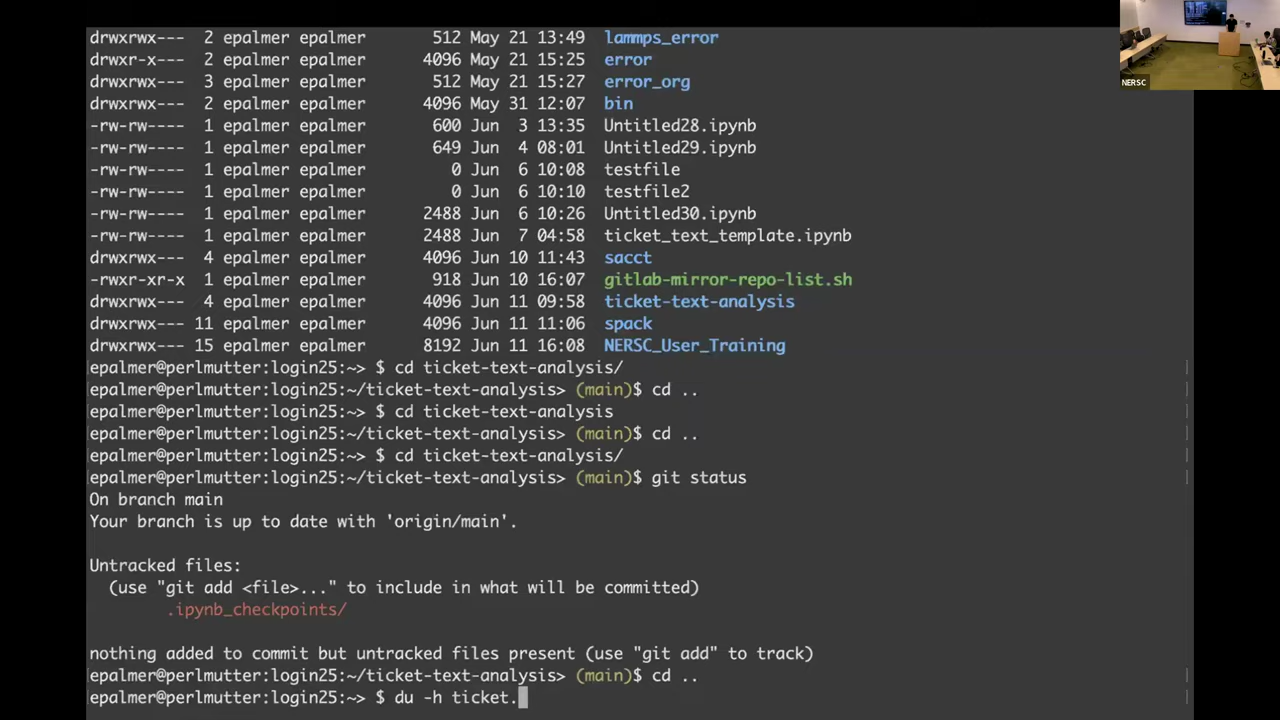 drwxrwx--- 2 epalmer epalmer 512 May 21 13:49 lammps_error
drwxr-x--- 2 epalmer epalmer 4096 May 21 15:25 error
drwxrwx--- 3 epalmer epalmer 512 May 21 15:27 error_org
drwxrwx--- 2 epalmer epalmer 4096 May 31 12:07 bin
-rw-rw---- 1 epalmer epalmer 600 Jun 3 13:35 Untitled28.ipynb
-rw-rw---- 1 epalmer epalmer 649 Jun 4 08:01 Untitled29.ipynb
-rw-rw---- 1 epalmer epalmer 0 Jun 6 10:08 testfile
-rw-rw---- 1 epalmer epalmer 0 Jun 6 10:10 testfile2
-rw-rw---- 1 epalmer epalmer 2488 Jun 6 10:26 Untitled30.ipynb
-rw-rw---- 1 epalmer epalmer 2488 Jun 7 04:58 ticket_text_template.ipynb
drwxrwx--- 4 epalmer epalmer 4096 Jun 10 11:43 sacct
-rwxr-xr-x 1 epalmer epalmer 918 Jun 10 16:07 gitlab-mirror-repo-list.sh
drwxrwx--- 4 epalmer epalmer 4096 Jun 11 09:58 ticket-text-analysis
drwxrwx--- 11 epalmer epalmer 4096 Jun 11 11:06 spack
drwxrwx--- 15 epalmer epalmer 8192 Jun 11 16:08 NERSC_User_Training
epalmer@perlmutter:login25:~> $ cd ticket-text-analysis/
epalmer@perlmutter:login25:~/ticket-text-analysis> (main)$ cd ..
epalmer@perlmutter:login25:~> $ cd ticket-text-analysis
epalmer@perlmutter:login25:~/ticket-text-analysis> (main)$ cd ..
epalmer@perlmutter:login25:~> $ cd ticket-text-analysis/
epalmer@perlmutter:login25:~/ticket-text-analysis> (main)$ git status
On branch main
Your branch is up to date with 'origin/main'.
Untracked files:
(use "git add <file>..." to include in what will be committed)
.ipynb_checkpoints/
nothing added to commit but untracked files present (use "git add" to track)
epalmer@perlmutter:login25:~/ticket-text-analysis> (main)$ cd ..
epalmer@perlmutter:login25:~> $ du -h ticket.
NERSC